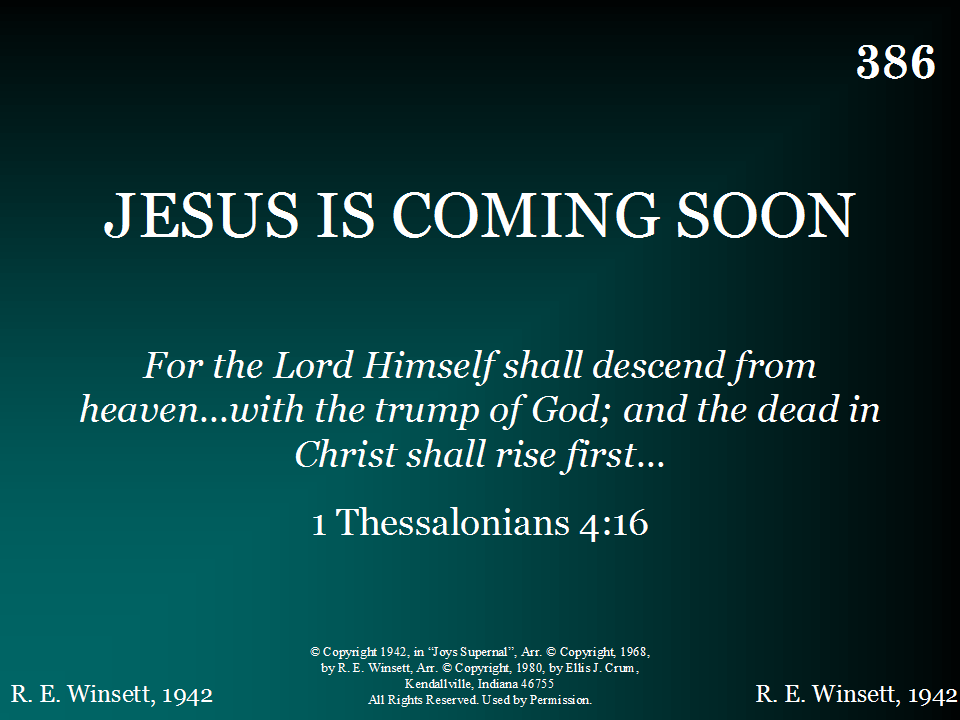 386
JESUS IS COMING SOON
For the Lord Himself shall descend from
heaven...with the trump of God; and the dead in
Christ shall rise first...
1 Thessalonians 4:16
© Copyright 1942, in “Joys Supernal”, Arr. © Copyright, 1968,
by R. E. Winsett, Arr. © Copyright, 1980, by Ellis J. Crum,
Kendallville, Indiana 46755
All Rights Reserved. Used by Permission.
R. E. Winsett, 1942
R. E. Winsett, 1942